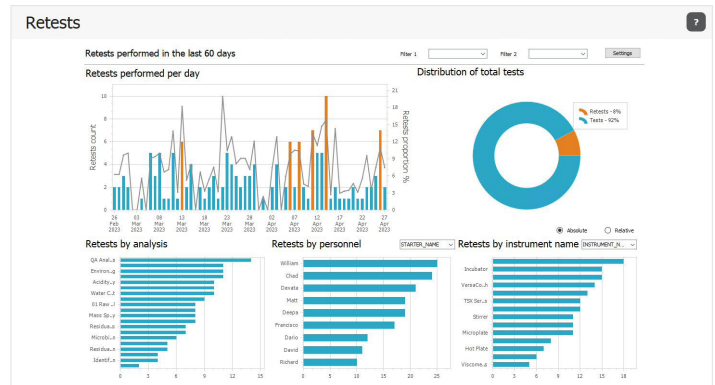 Retests
?
Retests performed in the last 60 days
Filter 1
Filter 2
Settings
Retests performed per day
Distribution of total tests
Retests count
10
8
6
4
2
0
Retests proportion %
21
18
15
12
9
6
3
0
26 Feb 2023
03 Mar 2023
08 Mar 2023
13 Mar 2023
18 Mar 2023
23 Mar 2023
28 Mar 2023
02 Apr 2023
07 Apr 2023
12 Apr 2023
17 Apr 2023
22 Apr 2023
27 Apr 2023
Retests - 8%
Tests - 92%
Absolute
Relative
Retests by analysis
QA Anal..s
Environ..g
Acidity..y
Water C..t
01 Raw ..l
Mass Sp..y
Residua..s
Microbi..s
Residua..s
Identif..n
0 3 6 9 12 15
Retests by personnel
STARTER_NAME
William
Chad
Devata
Matt
Deepa
Francisco
Dario
David
Richard
0 5 10 15 20 25
Retests by instrument name
INSTRUMENT_N...
Incubator
VersaCo..h
TSX Ser..s
Stirrer
Microplate
Hot Plate
Viscome..s
0 3 6 9 12 15 18